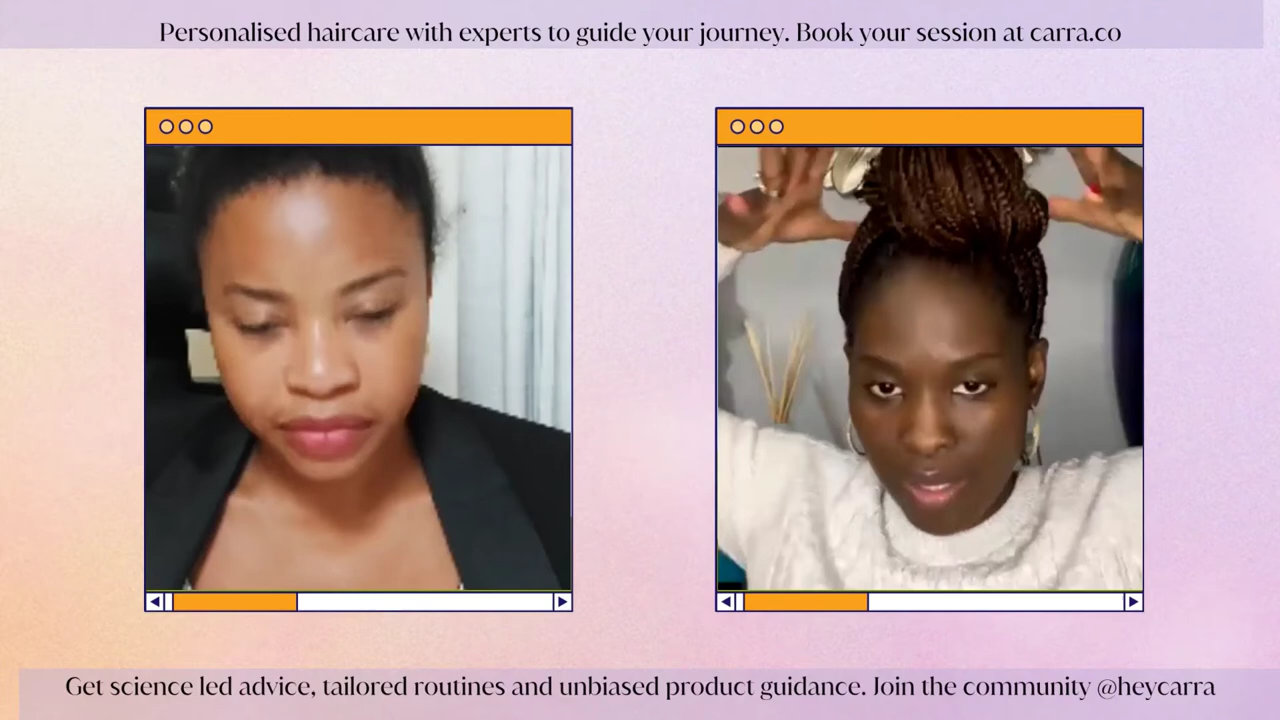 Personalised haircare with experts to guide your journey. Book your session at carra.co
Get science led advice, tailored routines and unbiased product guidance. Join the community @heycarra